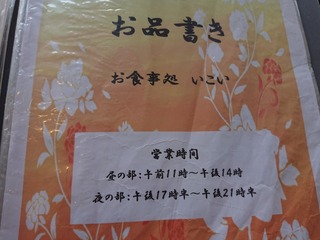 お品書き
お食事処 いこい
営業時間
昼の部:午前11時～午後14時
夜の部:午後17時半～午後21時半